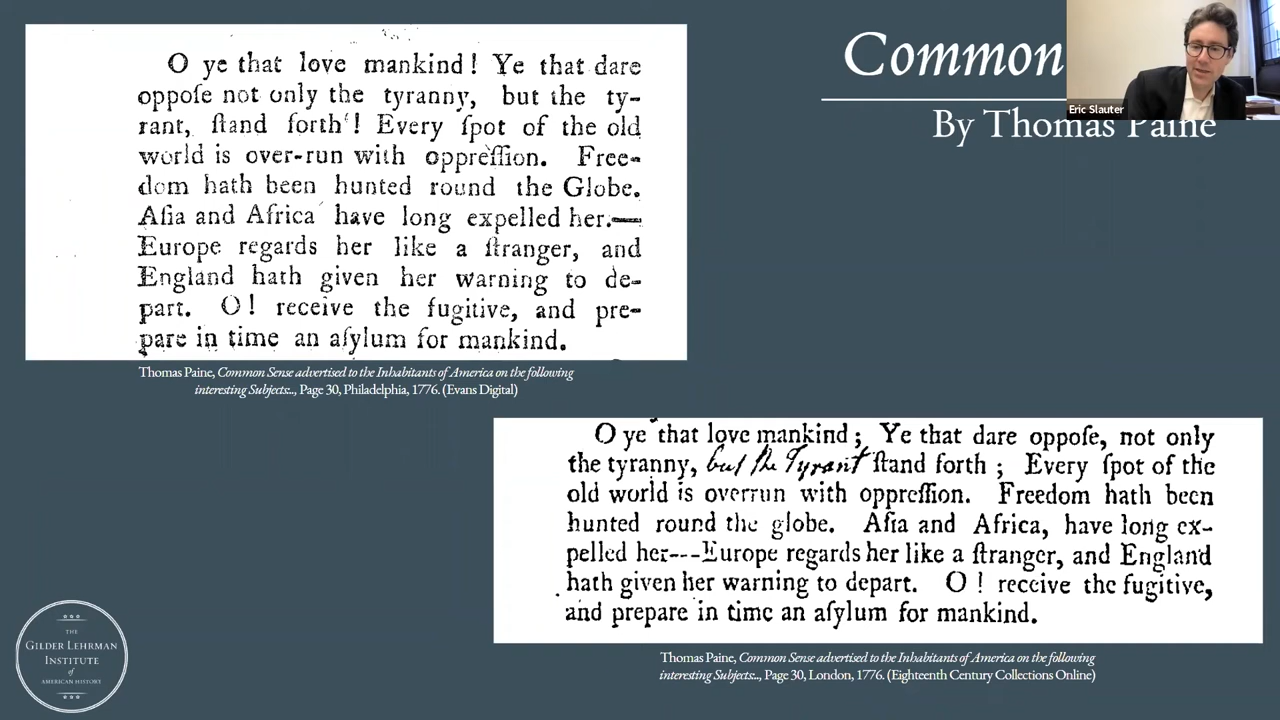 O ye that love mankind! Ye that dare
oppoſe not only the tyranny, but the ty-
rant, ſtand forth! Every ſpot of the old
world is over-run with oppreſſion. Free-
dom hath been hunted round the Globe.
Aſia and Africa have long expelled her.—
Europe regards her like a ſtranger, and
England hath given her warning to de-
part. O! receive the fugitive, and pre-
pare in time an aſylum for mankind.
Thomas Paine, Common Sense advertised to the Inhabitants of America on the following
interesting Subjects..., Page 30, Philadelphia, 1776. (Evans Digital)
Common
By Thomas Paine
Eric Slauter
O ye that love mankind; Ye that dare oppoſe, not only
the tyranny, but the Tyrant ſtand forth; Every ſpot of the
old world is overrun with oppreſſion. Freedom hath been
hunted round the globe. Aſia and Africa, have long ex-
pelled her---Europe regards her like a ſtranger, and England
hath given her warning to depart. O! receive the fugitive,
and prepare in time an aſylum for mankind.
Thomas Paine, Common Sense advertised to the Inhabitants of America on the following
interesting Subjects..., Page 30, London, 1776. (Eighteenth Century Collections Online)
THE
GILDER LEHRMAN
INSTITUTE
of
AMERICAN HISTORY